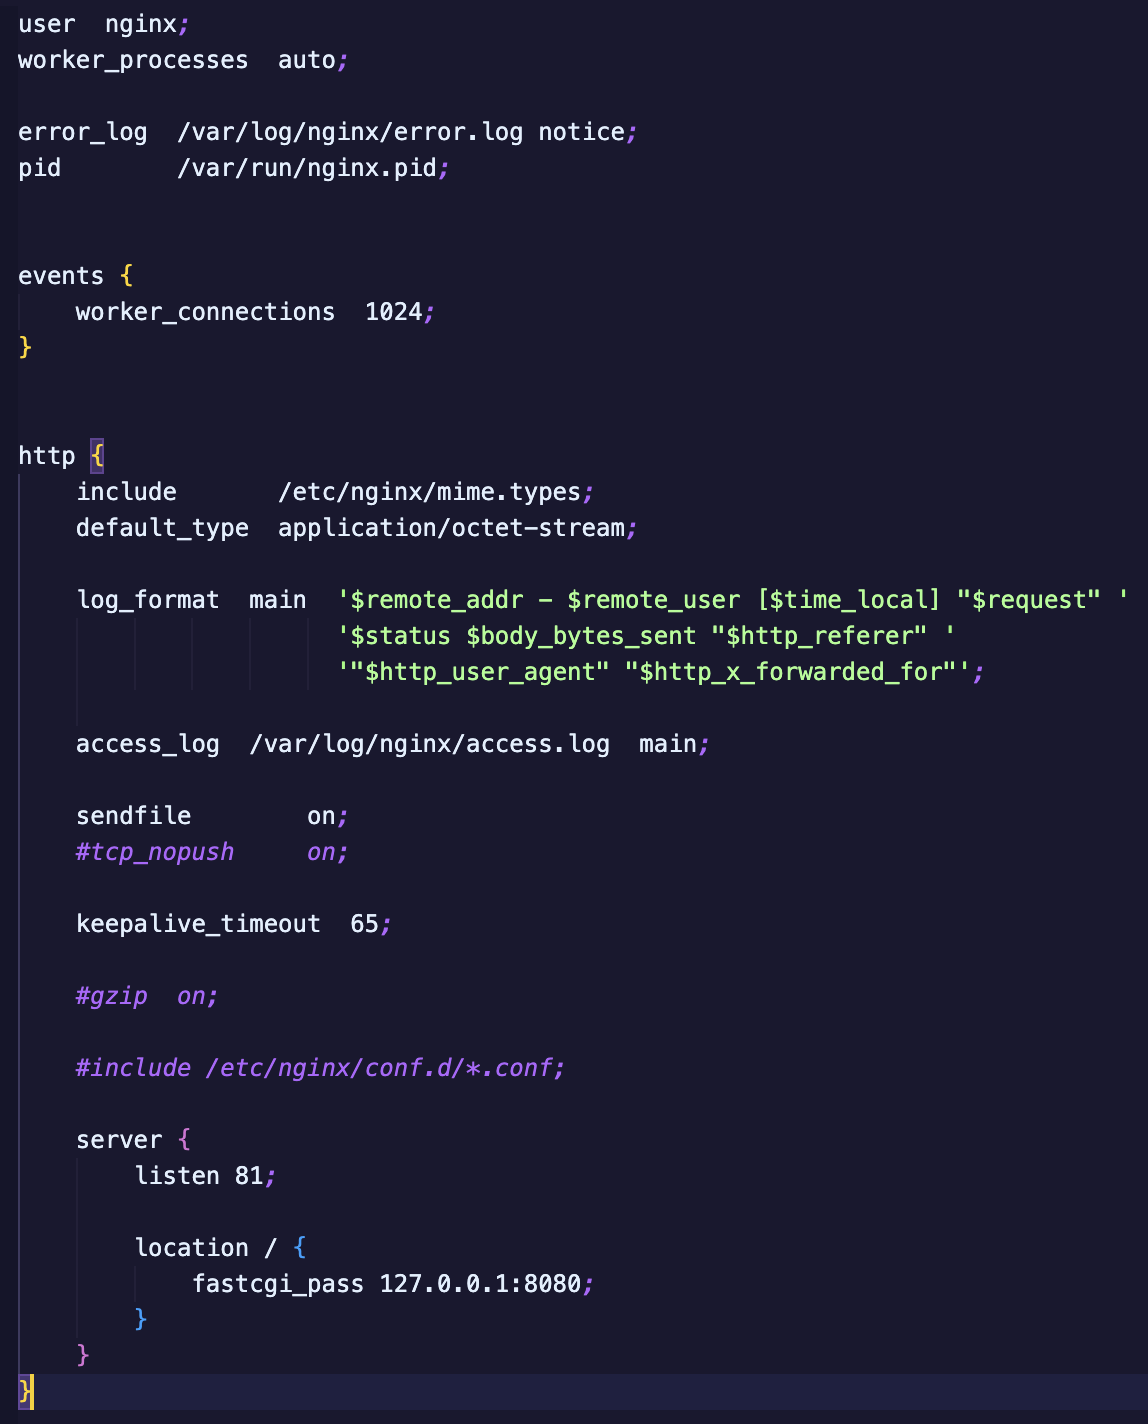 user  nginx;
worker_processes  auto;

error_log  /var/log/nginx/error.log notice;
pid        /var/run/nginx.pid;


events {
    worker_connections  1024;
}


http {
    include       /etc/nginx/mime.types;
    default_type  application/octet-stream;

    log_format  main  '$remote_addr - $remote_user [$time_local] "$request" '
                      '$status $body_bytes_sent "$http_referer" '
                      '"$http_user_agent" "$http_x_forwarded_for"';

    access_log  /var/log/nginx/access.log  main;

    sendfile        on;
    #tcp_nopush     on;

    keepalive_timeout  65;

    #gzip  on;

    #include /etc/nginx/conf.d/*.conf;

    server {
        listen 81;

        location / {
            fastcgi_pass 127.0.0.1:8080;
        }
    }
}